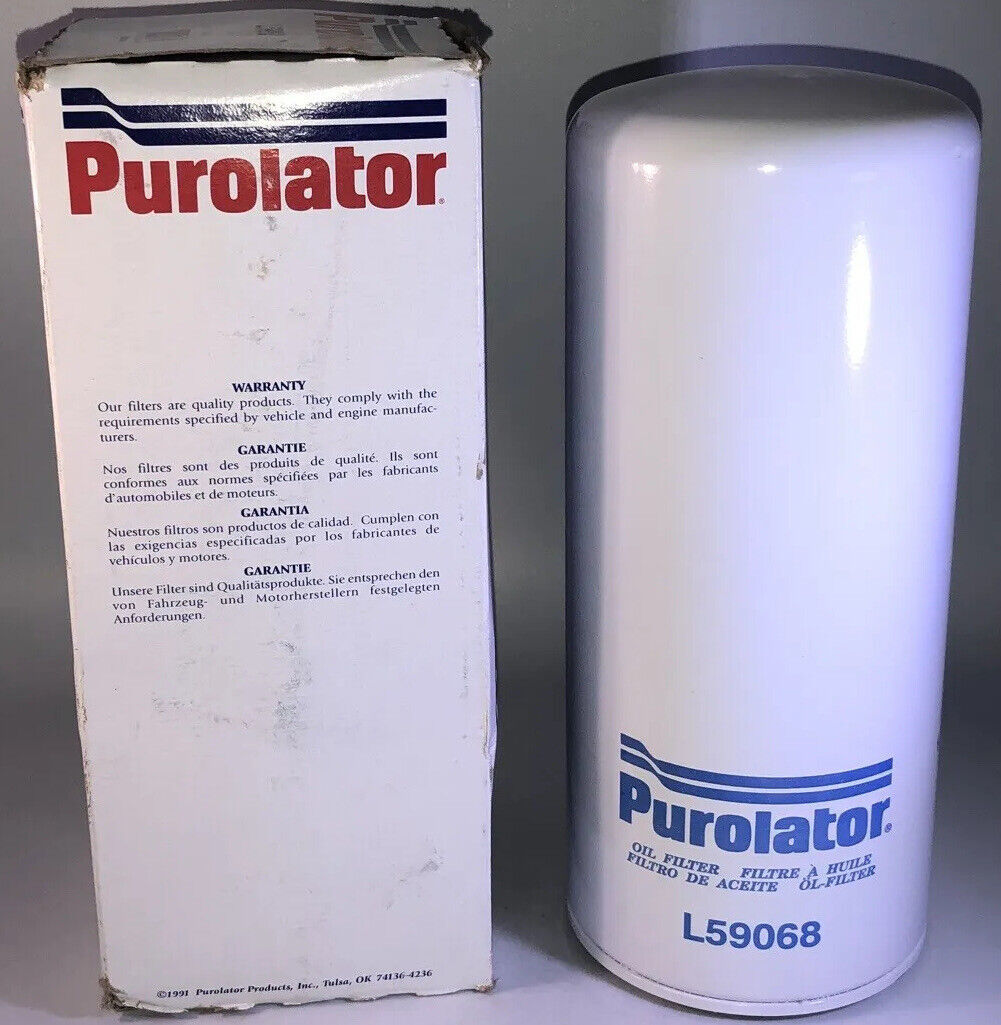 Purolator®
WARRANTY
Our filters are quality products. They comply with the
requirements specified by vehicle and engine manufac-
turers.
GARANTIE
Nos filtres sont des produits de qualité. Ils sont
conformes aux normes spécifiées par les fabricants
d'automobiles et de moteurs.
GARANTIA
Nuestros filtros son productos de calidad. Cumplen con
las exigencias especificadas por los fabricantes de
vehículos y motores.
GARANTIE
Unsere Filter sind Qualitätsprodukte. Sie entsprechen den
von Fahrzeug- und Motorherstellern festgelegten
Anforderungen.
©1991 Purolator Products, Inc., Tulsa, OK 74136-4236
Purolator®
OIL FILTER FILTRE À HUILE
FILTRO DE ACEITE ÖL-FILTER
L59068